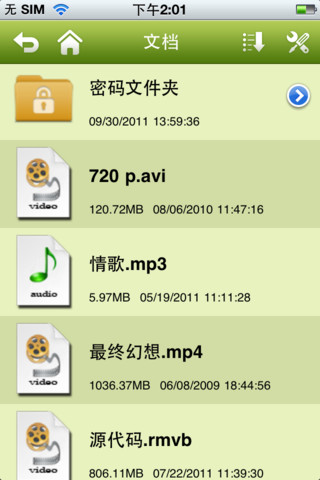 无 SIM 下午2:01
文档
密码文件夹
09/30/2011 13:59:36
720 p.avi
video
120.72MB 08/06/2010 11:47:16
情歌.mp3
audio
5.97MB 05/19/2011 11:11:28
最终幻想.mp4
video
1036.37MB 06/08/2009 18:44:56
源代码.rmvb
video
806.11MB 07/22/2011 11:39:30